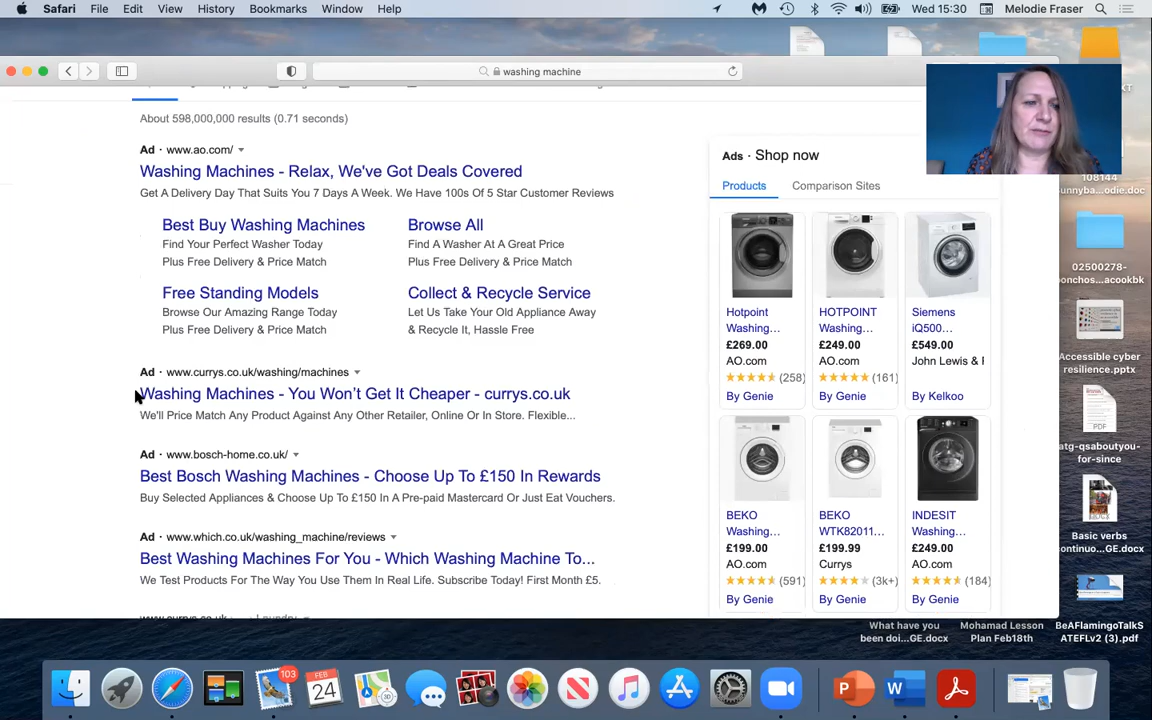 Safari File Edit View History Bookmarks Window Help Wed 15:30 Melodie Fraser
washing machine
About 598,000,000 results (0.71 seconds)
Ad · www.ao.com/
Washing Machines - Relax, We've Got Deals Covered
Get A Delivery Day That Suits You 7 Days A Week. We Have 100s Of 5 Star Customer Reviews
Best Buy Washing Machines
Find Your Perfect Washer Today
Plus Free Delivery & Price Match
Browse All
Find A Washer At A Great Price
Plus Free Delivery & Price Match
Free Standing Models
Browse Our Amazing Range Today
Plus Free Delivery & Price Match
Collect & Recycle Service
Let Us Take Your Old Appliance Away
& Recycle It, Hassle Free
Ad · www.currys.co.uk/washing/machines
Washing Machines - You Won't Get It Cheaper - currys.co.uk
We'll Price Match Any Product Against Any Other Retailer, Online Or In Store. Flexible...
Ad · www.bosch-home.co.uk/
Best Bosch Washing Machines - Choose Up To £150 In Rewards
Buy Selected Appliances & Choose Up To £150 In A Pre-paid Mastercard Or Just Eat Vouchers.
Ad · www.which.co.uk/washing_machine/reviews
Best Washing Machines For You - Which Washing Machine To...
We Test Products For The Way You Use Them In Real Life. Subscribe Today! First Month £5.
Ads · Shop now
Products Comparison Sites
Hotpoint
Washing...
£269.00
AO.com
(258)
By Genie
HOTPOINT
Washing...
£249.00
AO.com
(161)
By Genie
Siemens
iQ500...
£549.00
John Lewis &
By Kelkoo
BEKO
Washing...
£199.00
AO.com
(591)
By Genie
BEKO
WTK82011...
£199.99
Currys
(3k+)
By Genie
INDESIT
Washing...
£249.00
AO.com
(184)
By Genie
108144
02500278-
Accessible cyber
resilience.pptx
PDF
atg-qsaboutyou-
for-since
DOCX
Basic verbs
continuo...GE.docx
What have you
been doi...GE.docx
Mohamad Lesson
Plan Feb18th
BeAFlamingoTalkS
ATEFLv2 (3).pdf
103
FEB
24